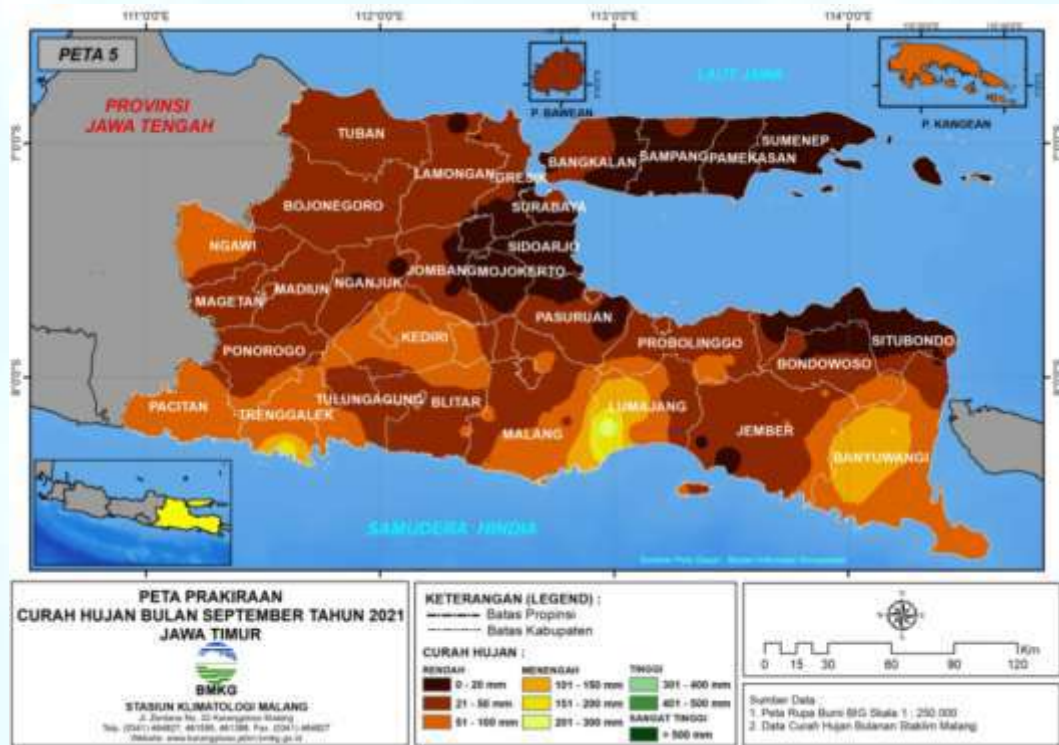 111°0'0"E
112°0'0"E
113°0'0"E
114°0'0"E
PETA 5
PROVINSI
JAWA TENGAH
P. BAWEAN
LAUT JAWA
P. KANGEAN
7°0'0"S
8°0'0"S
TUBAN
LAMONGAN
GRESIK
BANGKALAN
SAMPANG
PAMEKASAN
SUMENEP
BOJONEGORO
SURABAYA
NGAWI
SIDOARJO
JOMBANG
MOJOKERTO
MAGETAN
MADIUN
NGANJUK
PASURUAN
KEDIRI
PONOROGO
PROBOLINGGO
SITUBONDO
BONDOWOSO
PACITAN
TRENGGALEK
TULUNGAGUNG
BLITAR
MALANG
LUMAJANG
JEMBER
BANYUWANGI
SAMUDERA HINDIA
PETA PRAKIRAAN
CURAH HUJAN BULAN SEPTEMBER TAHUN 2021
JAWA TIMUR
BMKG
STASIUN KLIMATOLOGI MALANG
KETERANGAN (LEGEND) :
Batas Propinsi
Batas Kabupaten
CURAH HUJAN :
RENDAH
0 - 20 mm
21 - 50 mm
51 - 100 mm
MENENGAH
101 - 150 mm
151 - 200 mm
201 - 300 mm
TINGGI
301 - 400 mm
401 - 500 mm
SANGAT TINGGI
> 500 mm
Km
0 15 30 60 90 120
Sumber Data :
1. Peta Rupa Bumi BIG Skala 1 : 250.000
2. Data Curah Hujan Bulanan Staklim Malang